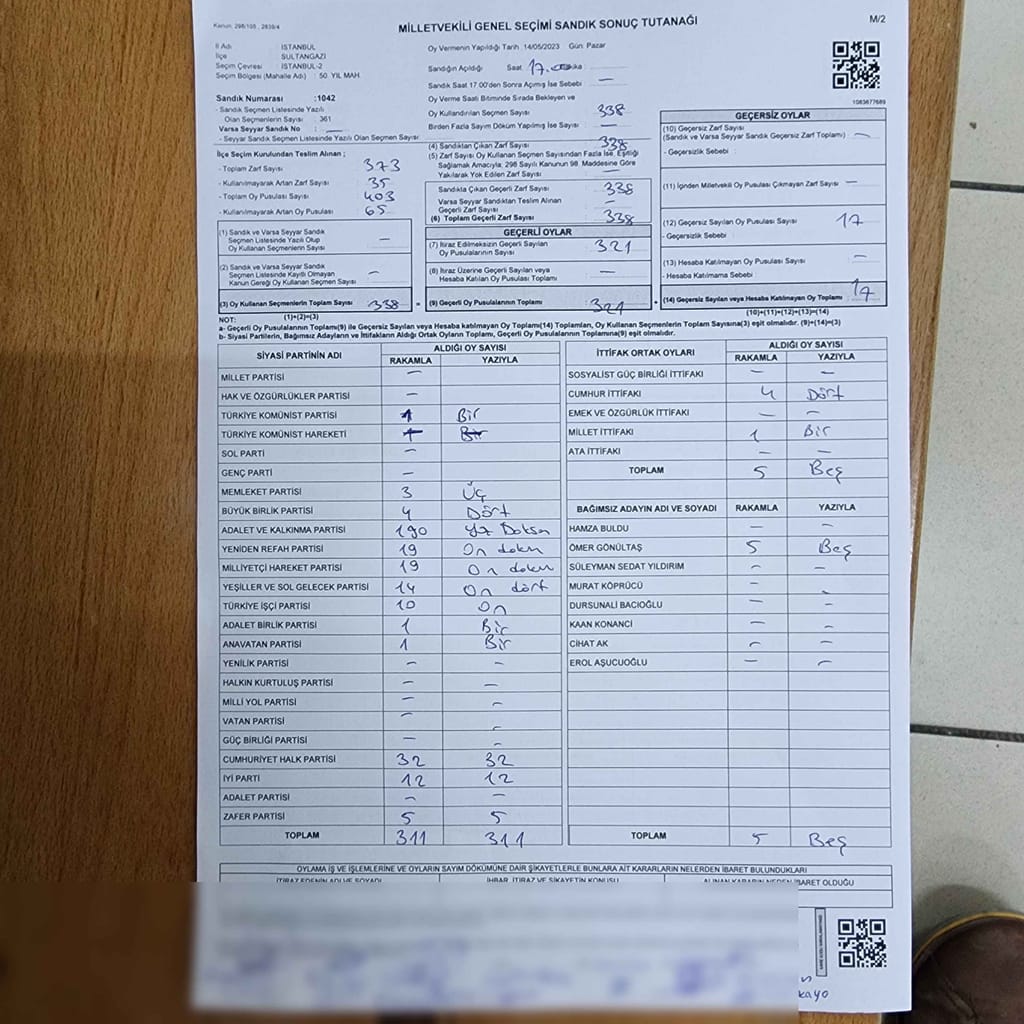 Kanun: 298/105 , 2839/4
MİLLETVEKİLİ GENEL SEÇİMİ SANDIK SONUÇ TUTANAĞI
M/2
İl Adı : İSTANBUL
İlçe : SULTANGAZİ
Seçim Çevresi : İSTANBUL-2
Seçim Bölgesi (Mahalle Adı) : 50. YIL MAH.
Sandık Numarası :1042
- Sandık Seçmen Listesinde Yazılı
Olan Seçmenlerin Sayısı : 361
Varsa Seyyar Sandık No :
- Seyyar Sandık Seçmen Listesinde Yazılı Olan Seçmen Sayısı :
İlçe Seçim Kurulundan Teslim Alınan ;
- Toplam Zarf Sayısı : 373
- Kullanılmayarak Artan Zarf Sayısı : 35
- Toplam Oy Pusulası : 403
- Kullanılmayarak Artan Oy Pusulası : 65
Oy Vermenin Yapıldığı Tarih :14/05/2023 Gün: Pazar
Sandığın Açıldığı Saat : 17
Sandık Saat 17:00'den Sonra Açılmış İse Sebebi : —
Oy Verme Saati Bitiminde Sırada Bekleyen ve
Oy Kullandırılan Seçmen Sayısı : 338
Birden Fazla Sayım Döküm Yapılmış İse Sayısı : —
(4) Sandıktan Çıkan Zarf Sayısı : 338
(5) Zarf Sayısı Oy Kullanan Seçmen Sayısından Fazla İse, Eşitliği
Sağlamak Amacıyla; 298 Sayılı Kanunun 98. Maddesine Göre
Yakılarak Yok Edilen Zarf Sayısı : —
Sandıkta Çıkan Geçerli Zarf Sayısı : 338
Varsa Seyyar Sandıktan Teslim Alınan
Geçerli Zarf Sayısı : —
(6) Toplam Geçerli Zarf Sayısı : 338
1083677689
GEÇERSİZ OYLAR
(10) Geçersiz Zarf Sayısı
(Sandık ve Varsa Seyyar Sandık Geçersiz Zarf Toplamı) : —
- Geçersizlik Sebebi :
(11) İçinden Milletvekili Oy Pusulası Çıkmayan Zarf Sayısı : —
(12) Geçersiz Sayılan Oy Pusulası Sayısı : 17
- Geçersizlik Sebebi :
(13) Hesaba Katılmayan Oy Pusulası Sayısı : —
- Hesaba Katılmama Sebebi :
(14) Geçersiz Sayılan veya Hesaba Katılmayan Oy Toplamı : 17
(10)+(11)+(12)+(13)=(14)
(1) Sandık ve Varsa Seyyar Sandık
Seçmen Listesinde Yazılı Olup
Oy Kullanan Seçmenlerin Sayısı : —
(2) Sandık ve Varsa Seyyar Sandık
Seçmen Listesinde Kayıtlı Olmayan
Kanun Gereği Oy Kullanan Seçmen Sayısı : —
(3) Oy Kullanan Seçmenlerin Toplam Sayısı : 338
(1)+(2)=(3)
GEÇERLİ OYLAR
(7) İtiraz Edilmeksizin Geçerli Sayılan
Oy Pusulalarının Sayısı : 321
(8) İtiraz Üzerine Geçerli Sayılan veya
Hesaba Katılan Oy Pusulası Toplamı : —
(9) Geçerli Oy Pusulalarının Toplamı : 321
NOT:
a- Geçerli Oy Pusulalarının Toplamı(9) ile Geçersiz Sayılan veya Hesaba katılmayan Oy Toplamı(14) Toplamları, Oy Kullanan Seçmenlerin Toplam Sayısına(3) eşit olmalıdır. (9)+(14)=(3)
b- Siyasi Partilerin, Bağımsız Adayların ve İttifakların Aldığı Ortak Oyların Toplamı, Geçerli Oy Pusulalarının Toplamına(9) eşit olmalıdır.
SİYASİ PARTİNİN ADI ALDIĞI OY SAYISI
RAKAMLA YAZIYLA
MİLLET PARTİSİ —
HAK VE ÖZGÜRLÜKLER PARTİSİ —
TÜRKİYE KOMÜNİST PARTİSİ 1 Bir
TÜRKİYE KOMÜNİST HAREKETİ 1 Bir
SOL PARTİ —
GENÇ PARTİ —
MEMLEKET PARTİSİ 3 Üç
BÜYÜK BİRLİK PARTİSİ 4 Dört
ADALET VE KALKINMA PARTİSİ 190 Yz Doksan
YENİDEN REFAH PARTİSİ 19 On dokuz
MİLLİYETÇİ HAREKET PARTİSİ 19 On dokuz
YEŞİLLER VE SOL GELECEK PARTİSİ 14 On dört
TÜRKİYE İŞÇİ PARTİSİ 10 On
ADALET BİRLİK PARTİSİ 1 Bir
ANAVATAN PARTİSİ 1 Bir
YENİLİK PARTİSİ — —
HALKIN KURTULUŞ PARTİSİ — —
MİLLİ YOL PARTİSİ — —
VATAN PARTİSİ — —
GÜÇ BİRLİĞİ PARTİSİ — —
CUMHURİYET HALK PARTİSİ 32 32
İYİ PARTİ 12 12
ADALET PARTİSİ — —
ZAFER PARTİSİ 5 5
TOPLAM 311 311
İTTİFAK ORTAK OYLARI ALDIĞI OY SAYISI
RAKAMLA YAZIYLA
SOSYALİST GÜÇ BİRLİĞİ İTTİFAKI — —
CUMHUR İTTİFAKI 4 Dört
EMEK VE ÖZGÜRLÜK İTTİFAKI — —
MİLLET İTTİFAKI 1 Bir
ATA İTTİFAKI — —
TOPLAM 5 Beş
BAĞIMSIZ ADAYIN ADI VE SOYADI RAKAMLA YAZIYLA
HAMZA BULDU — —
ÖMER GÖNÜLTAŞ 5 Beş
SÜLEYMAN SEDAT YILDIRIM — —
MURAT KÖPRÜCÜ — —
DURSUNALİ BACIOĞLU — —
KAAN KONANCİ — —
CİHAT AK — —
EROL AŞUCUOĞLU — —
TOPLAM 5 Beş
OYLAMA İŞ VE İŞLEMLERİNE VE OYLARIN SAYIM DÖKÜMÜNE DAİR ŞİKAYETLERLE BUNLARA AİT KARARLARIN NELERDEN İBARET BULUNDUKLARI
İTİRAZ EDENİN ADI VE SOYADI İHBAR, İTİRAZ VE ŞİKAYETİN KONUSU ALINAN KARARIN NEDEN İBARET OLDUĞU
kayo